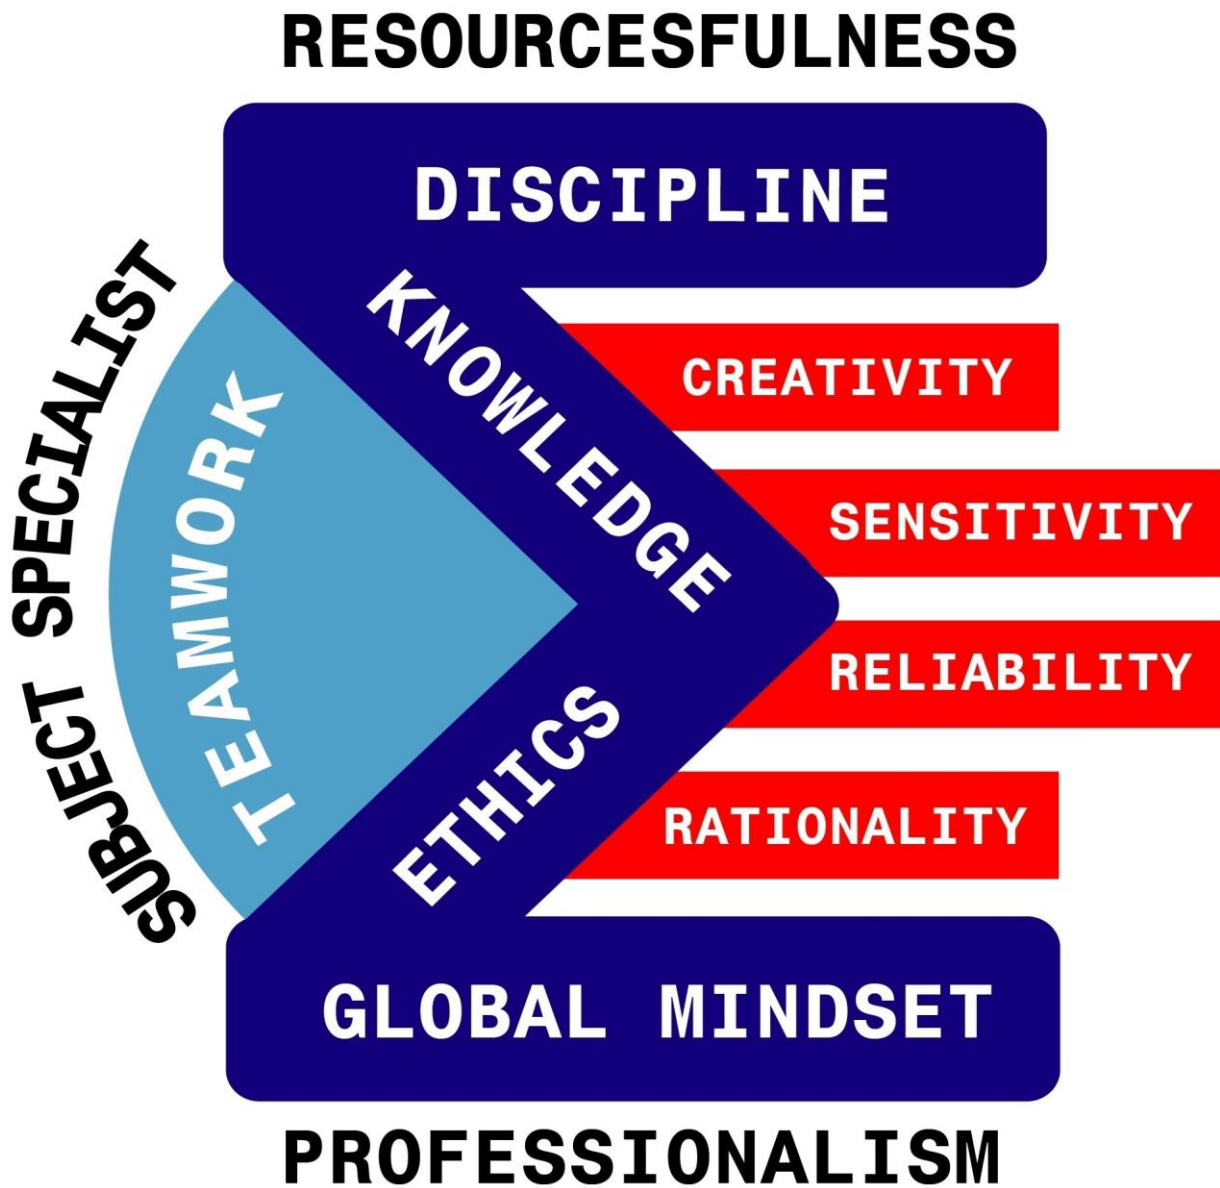 RESOURCESFULNESS
DISCIPLINE
KNOWLEDGE
CREATIVITY
SENSITIVITY
SUBJECT SPECIALIST
TEAMWORK
RELIABILITY
ETHICS
RATIONALITY
GLOBAL MINDSET
PROFESSIONALISM